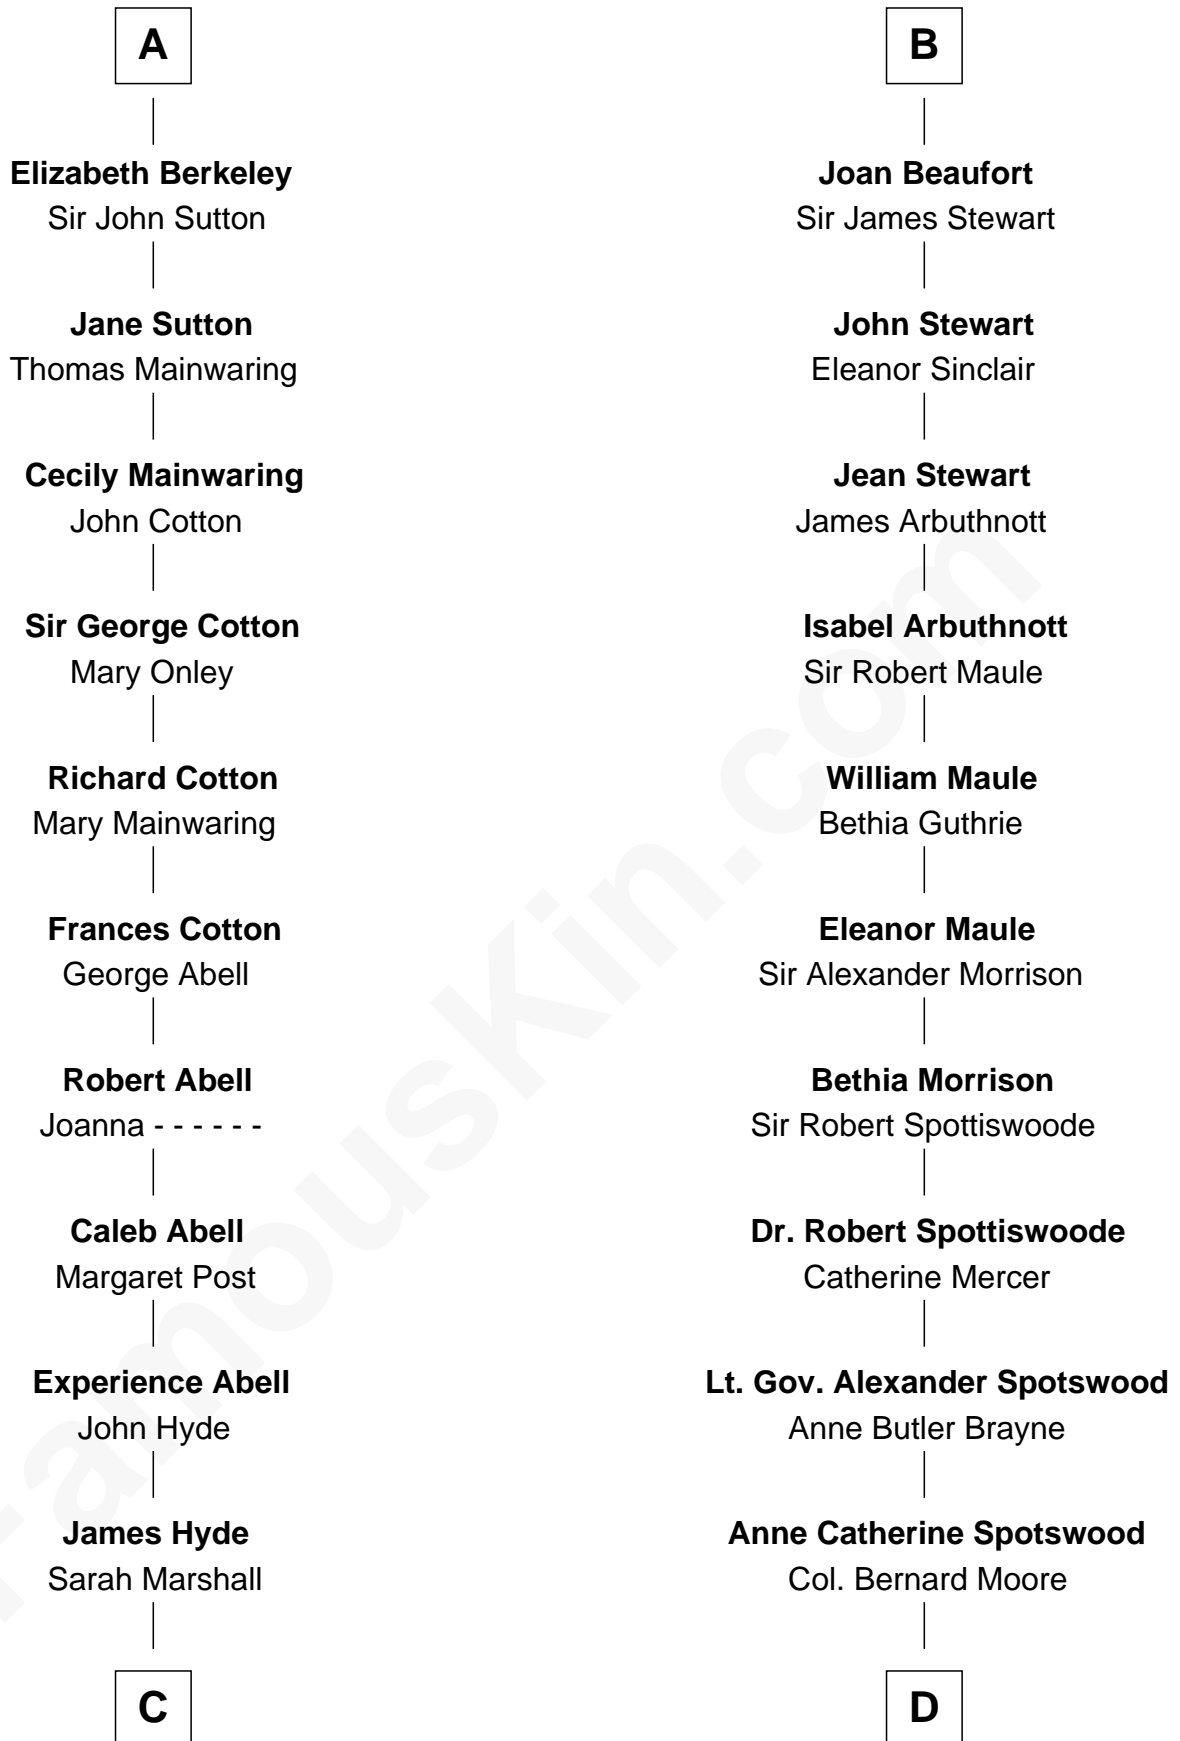 A
Elizabeth Berkeley
Sir John Sutton
Jane Sutton
Thomas Mainwaring
Cecily Mainwaring
John Cotton
Sir George Cotton
Mary Onley
Richard Cotton
Mary Mainwaring
Frances Cotton
George Abell
Robert Abell
Joanna - - - - - -
Caleb Abell
Margaret Post
Experience Abell
John Hyde
James Hyde
Sarah Marshall
C
B
Joan Beaufort
Sir James Stewart
John Stewart
Eleanor Sinclair
Jean Stewart
James Arbuthnott
Isabel Arbuthnott
Sir Robert Maule
William Maule
Bethia Guthrie
Eleanor Maule
Sir Alexander Morrison
Bethia Morrison
Sir Robert Spottiswoode
Dr. Robert Spottiswoode
Catherine Mercer
Lt. Gov. Alexander Spotswood
Anne Butler Brayne
Anne Catherine Spotswood
Col. Bernard Moore
D
FamousKin.com